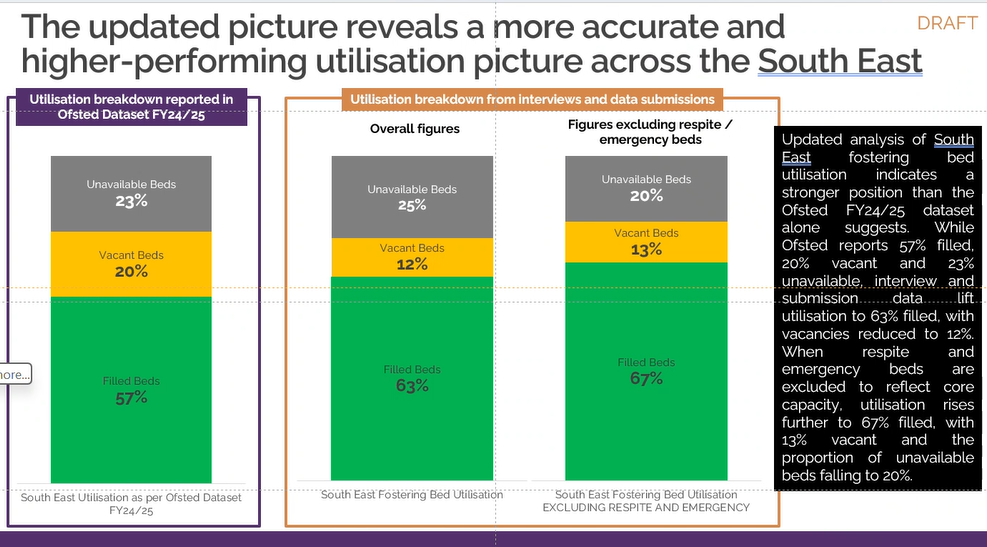 The updated picture reveals a more accurate and
higher-performing utilisation picture across the South East
DRAFT
Utilisation breakdown reported in
Ofsted Dataset FY24/25
Unavailable Beds
23%
Vacant Beds
20%
Filled Beds
57%
South East Utilisation as per Ofsted Dataset
FY24/25
Utilisation breakdown from interviews and data submissions
Overall figures
Unavailable Beds
25%
Vacant Beds
12%
Filled Beds
63%
South East Fostering Bed Utilisation
Figures excluding respite /
emergency beds
Unavailable Beds
20%
Vacant Beds
13%
Filled Beds
67%
South East Fostering Bed Utilisation
EXCLUDING RESPITE AND EMERGENCY
Updated analysis of South
East fostering bed
utilisation indicates a
stronger position than the
Ofsted FY24/25 dataset
alone suggests. While
Ofsted reports 57% filled,
20% vacant and 23%
unavailable, interview and
submission data lift
utilisation to 63% filled, with
vacancies reduced to 12%.
When respite and
emergency beds are
excluded to reflect core
capacity, utilisation rises
further to 67% filled, with
13% vacant and the
proportion of unavailable
beds falling to 20%.
ore...